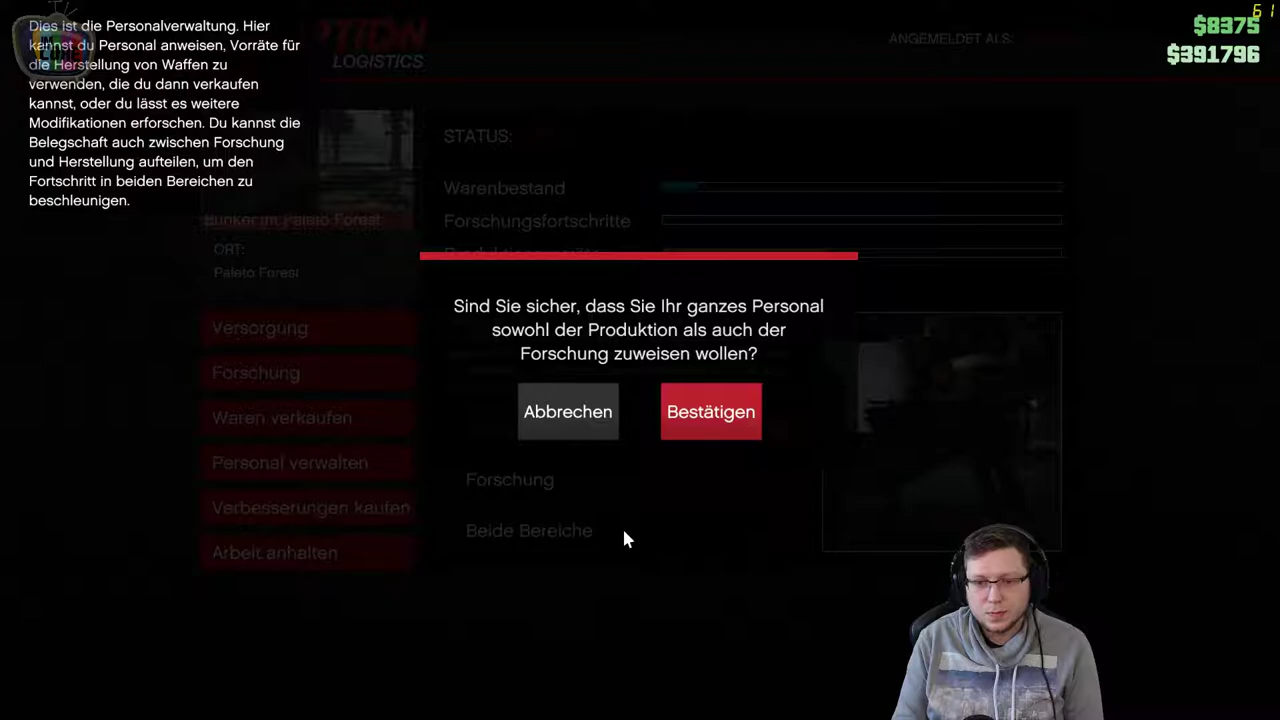 Dies ist die Personalverwaltung. Hier
kannst du Personal anweisen, Vorräte für
die Herstellung von Waffen zu
verwenden, die du dann verkaufen
kannst, oder du lässt es weitere
Modifikationen erforschen. Du kannst die
Belegschaft auch zwischen Forschung
und Herstellung aufteilen, um den
Fortschritt in beiden Bereichen zu
beschleunigen.
61
$8375
$391796
LOGISTICS
ANGEMELDET ALS:
STATUS:
Warenbestand
Forschungsfortschritte
Bunker im Paleto Forest
ORT:
Paleto Forest
Versorgung
Forschung
Waren verkaufen
Personal verwalten
Verbesserungen kaufen
Arbeit anhalten
Sind Sie sicher, dass Sie Ihr ganzes Personal
sowohl der Produktion als auch der
Forschung zuweisen wollen?
Abbrechen
Bestätigen
Forschung
Beide Bereiche